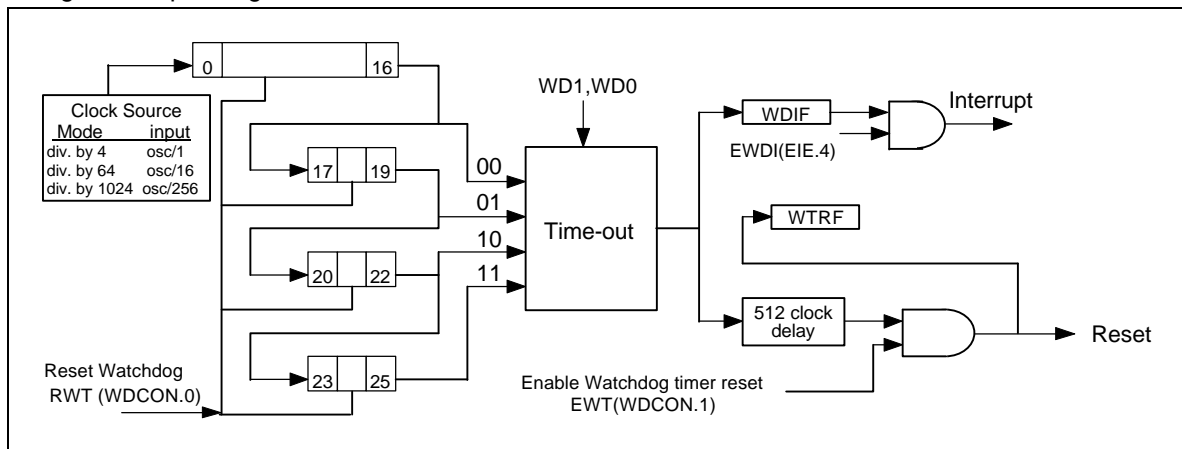 0
16
Clock Source
Mode input
div. by 4 osc/1
div. by 64 osc/16
div. by 1024 osc/256
WD1,WD0
17
19
20
22
23
25
00
01
10
11
Time-out
WDIF
Interrupt
EWDI(EIE.4)
WTRF
512 clock
delay
Reset
Enable Watchdog timer reset
EWT(WDCON.1)
Reset Watchdog
RWT (WDCON.0)